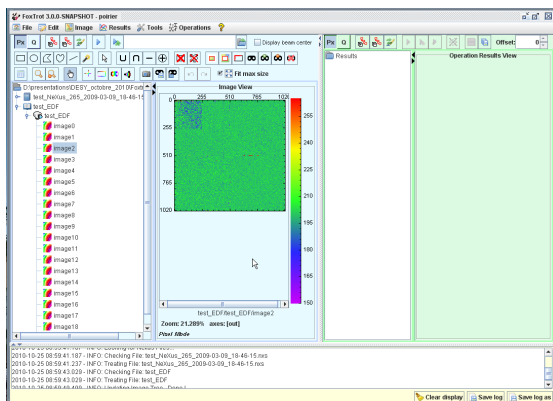 FoxTrot 3.0.0-SNAPSHOT - poirier
File Edit Image Results Tools Operations
Px Q
Display beam center
Px Q
Offset: 0
Fit max size
D:\presentations\DESY_octobre_2010\Foxtr
test_NeXus_265_2009-03-09_18-46-15
test_EDF
test_EDF
image0
image1
image2
image3
image4
image5
image6
image7
image8
image9
image10
image11
image12
image13
image14
image15
image16
image17
image18
Image View
0 255 510 765 102
0
255
510
765
1020
265
240
225
210
195
180
165
150
test_EDF/test_EDF/image2
Zoom: 21.289% axes: [out]
Pixel Mode
Results
Operation Results View
2010-10-25 08:59:41.187 - INFO: Checking File: test_NeXus_265_2009-03-09_18-46-15.nxs
2010-10-25 08:59:41.237 - INFO: Treating File: test_NeXus_265_2009-03-09_18-46-15.nxs
2010-10-25 08:59:43.029 - INFO: Checking File: test_EDF
2010-10-25 08:59:43.029 - INFO: Treating File: test_EDF
Clear display Save log Save log as